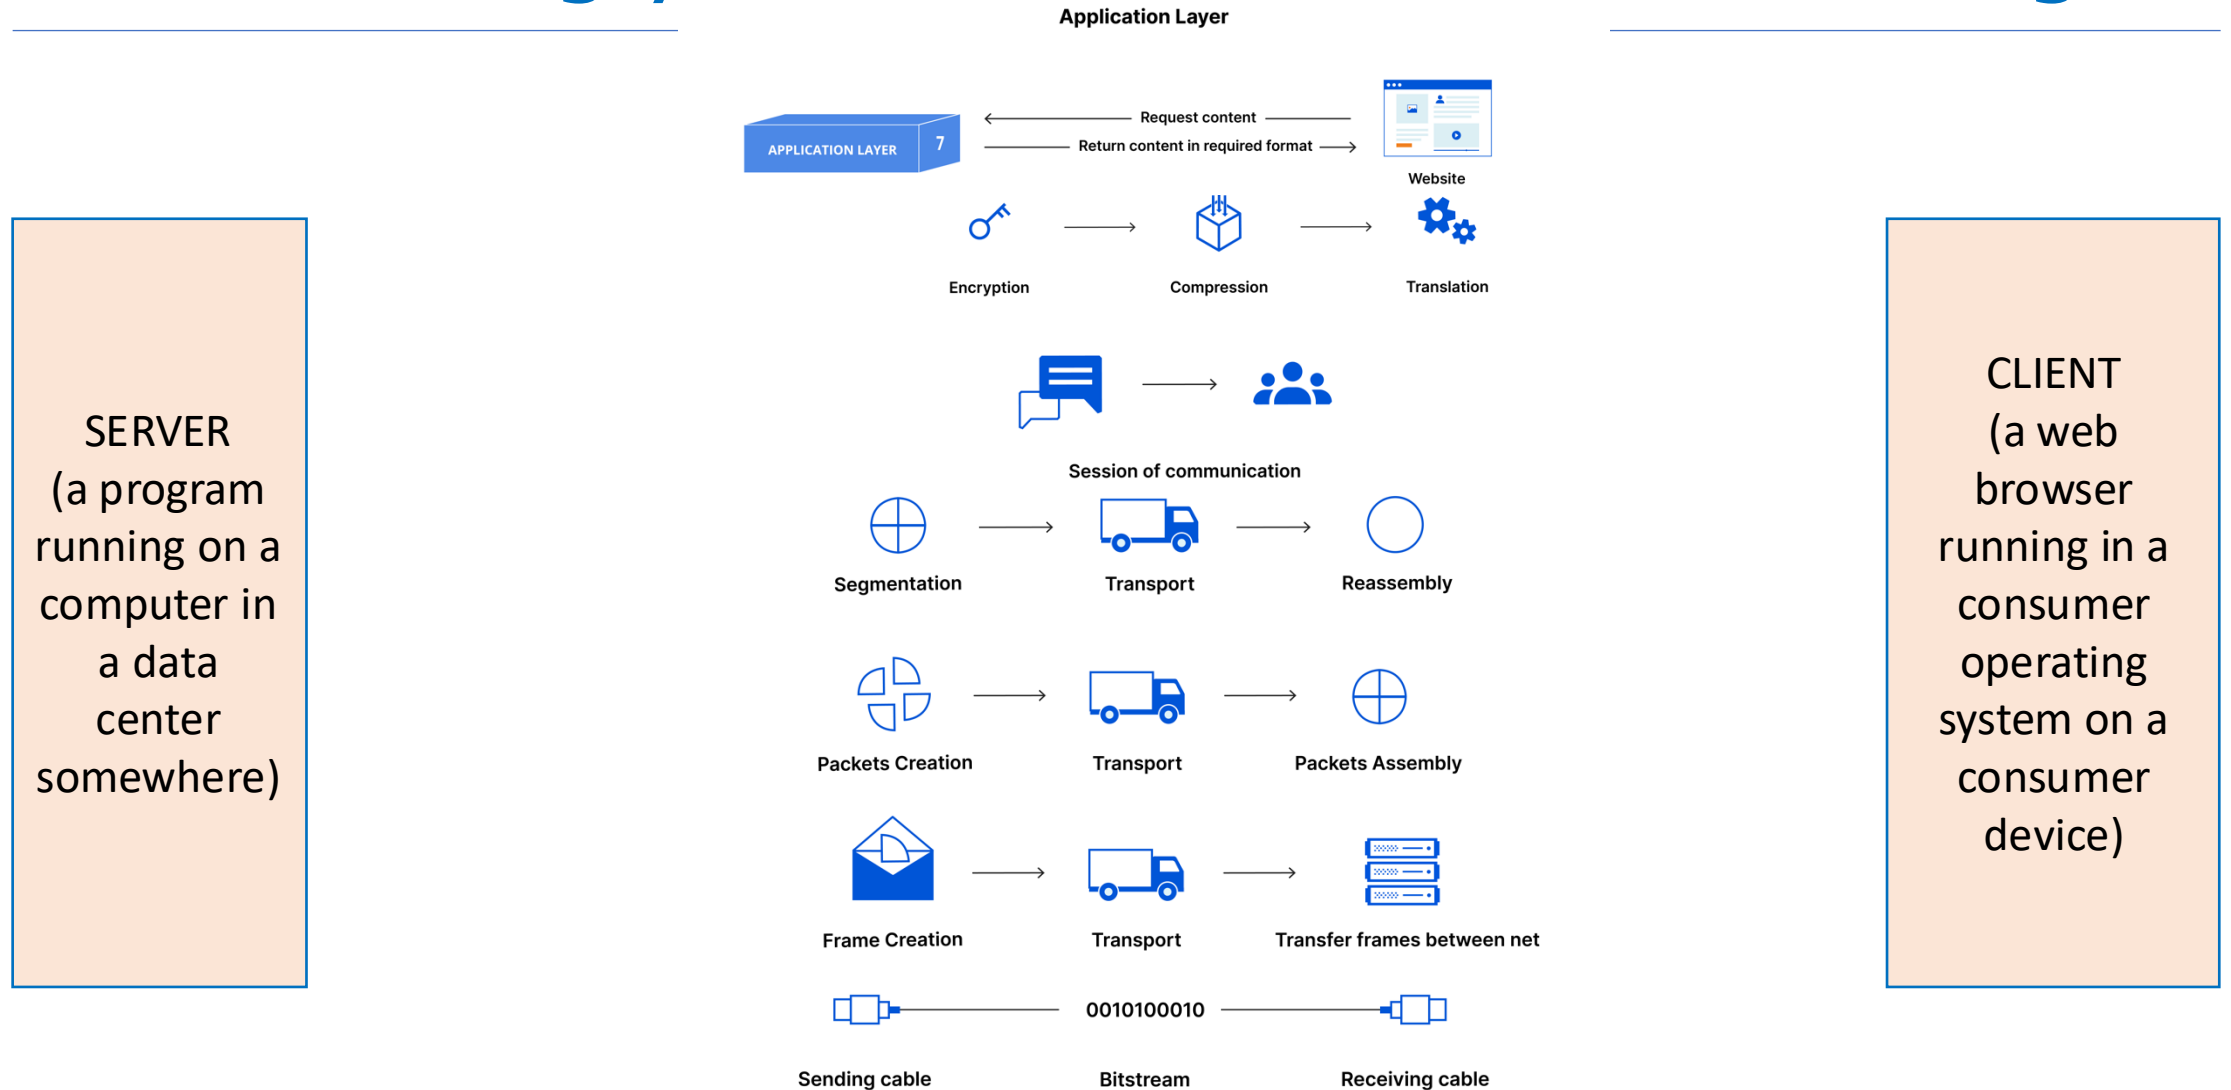 Application Layer
Request content
APPLICATION LAYER 7
Return content in required format
Website
Encryption
Compression
Translation
SERVER
(a program
running on a
computer in
a data
center
somewhere)
Session of communication
Segmentation
Transport
Reassembly
Packets Creation
Transport
Packets Assembly
Frame Creation
Transport
Transfer frames between net
0010100010
Sending cable
Bitstream
Receiving cable
CLIENT
(a web
browser
running in a
consumer
operating
system on a
consumer
device)